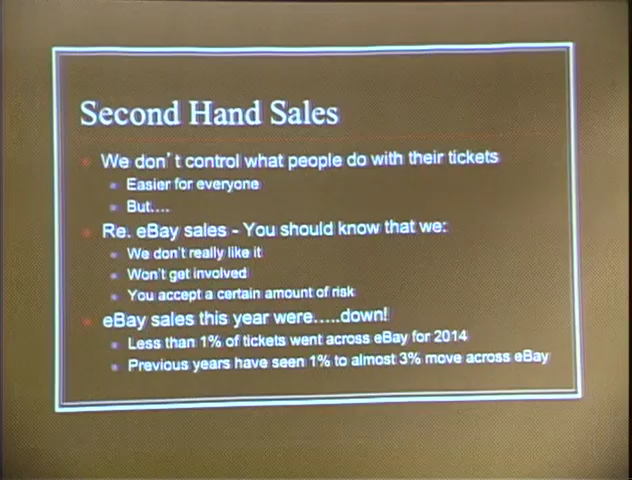 Second Hand Sales
We don't control what people do with their tickets
Easier for everyone
But....
Re. eBay sales - You should know that we:
We don't really like it
Won't get involved
You accept a certain amount of risk
eBay sales this year were.....down!
Less than 1% of tickets went across eBay for 2014
Previous years have seen 1% to almost 3% move across eBay